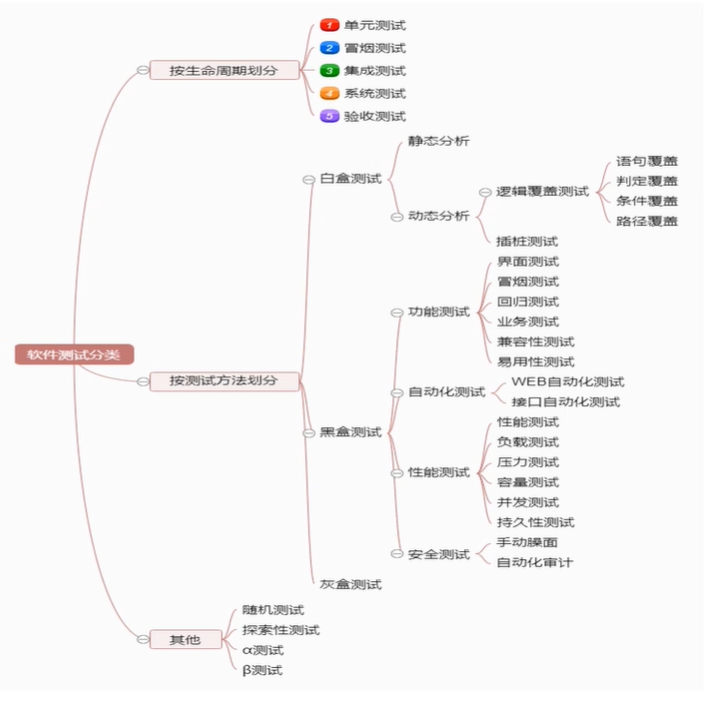 软件测试分类
按生命周期划分
1 单元测试
2 冒烟测试
3 集成测试
4 系统测试
5 验收测试
按测试方法划分
白盒测试
静态分析
动态分析
逻辑覆盖测试
语句覆盖
判定覆盖
条件覆盖
路径覆盖
插桩测试
黑盒测试
功能测试
界面测试
冒烟测试
回归测试
业务测试
兼容性测试
易用性测试
自动化测试
WEB自动化测试
接口自动化测试
性能测试
性能测试
负载测试
压力测试
容量测试
并发测试
持久性测试
安全测试
手动臊面
自动化审计
灰盒测试
其他
随机测试
探索性测试
α测试
β测试